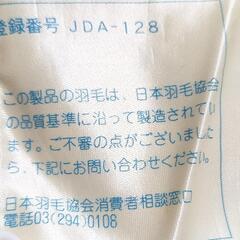 登録番号 JDA-128
この製品の羽毛は、日本羽毛協会
の品質基準に沿って製造されてい
ます。ご不審の点がございました
ら、下記にお問い合わせください。
日本羽毛協会消費者相談窓口
電話03(294)0108